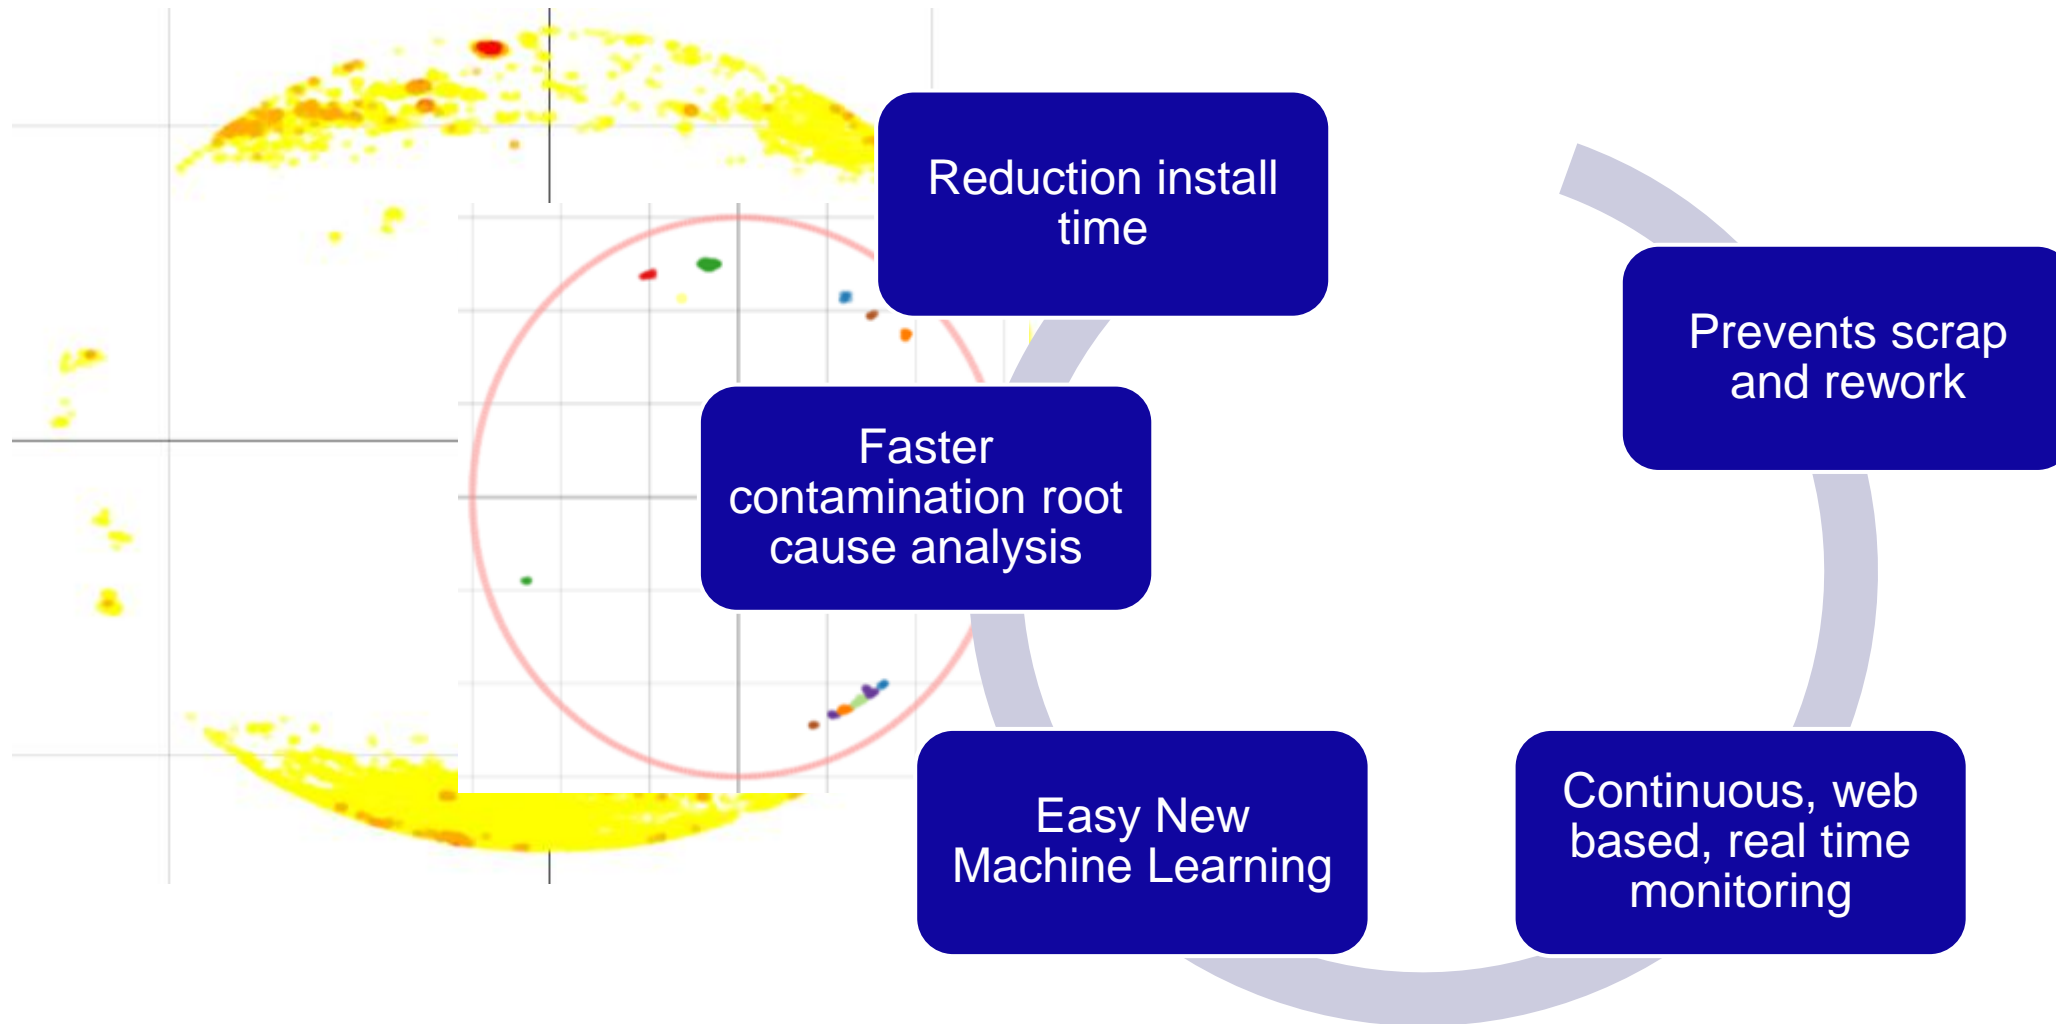 Reduction install
time
Prevents scrap
and rework
Faster
contamination root
cause analysis
Easy New
Machine Learning
Continuous, web
based, real time
monitoring